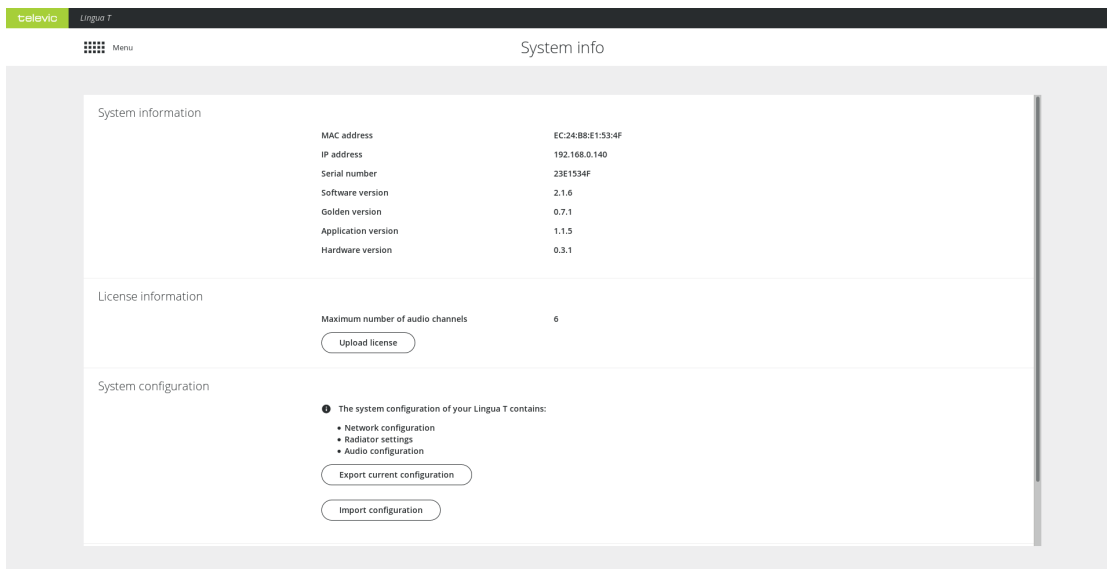 televic
Lingua T
Menu
System info
System information
MAC address EC:24:B8:E1:53:4F
IP address 192.168.0.140
Serial number 23E1534F
Software version 2.1.6
Golden version 0.7.1
Application version 1.1.5
Hardware version 0.3.1
License information
Maximum number of audio channels 6
Upload license
System configuration
The system configuration of your Lingua T contains:
• Network configuration
• Radiator settings
• Audio configuration
Export current configuration
Import configuration